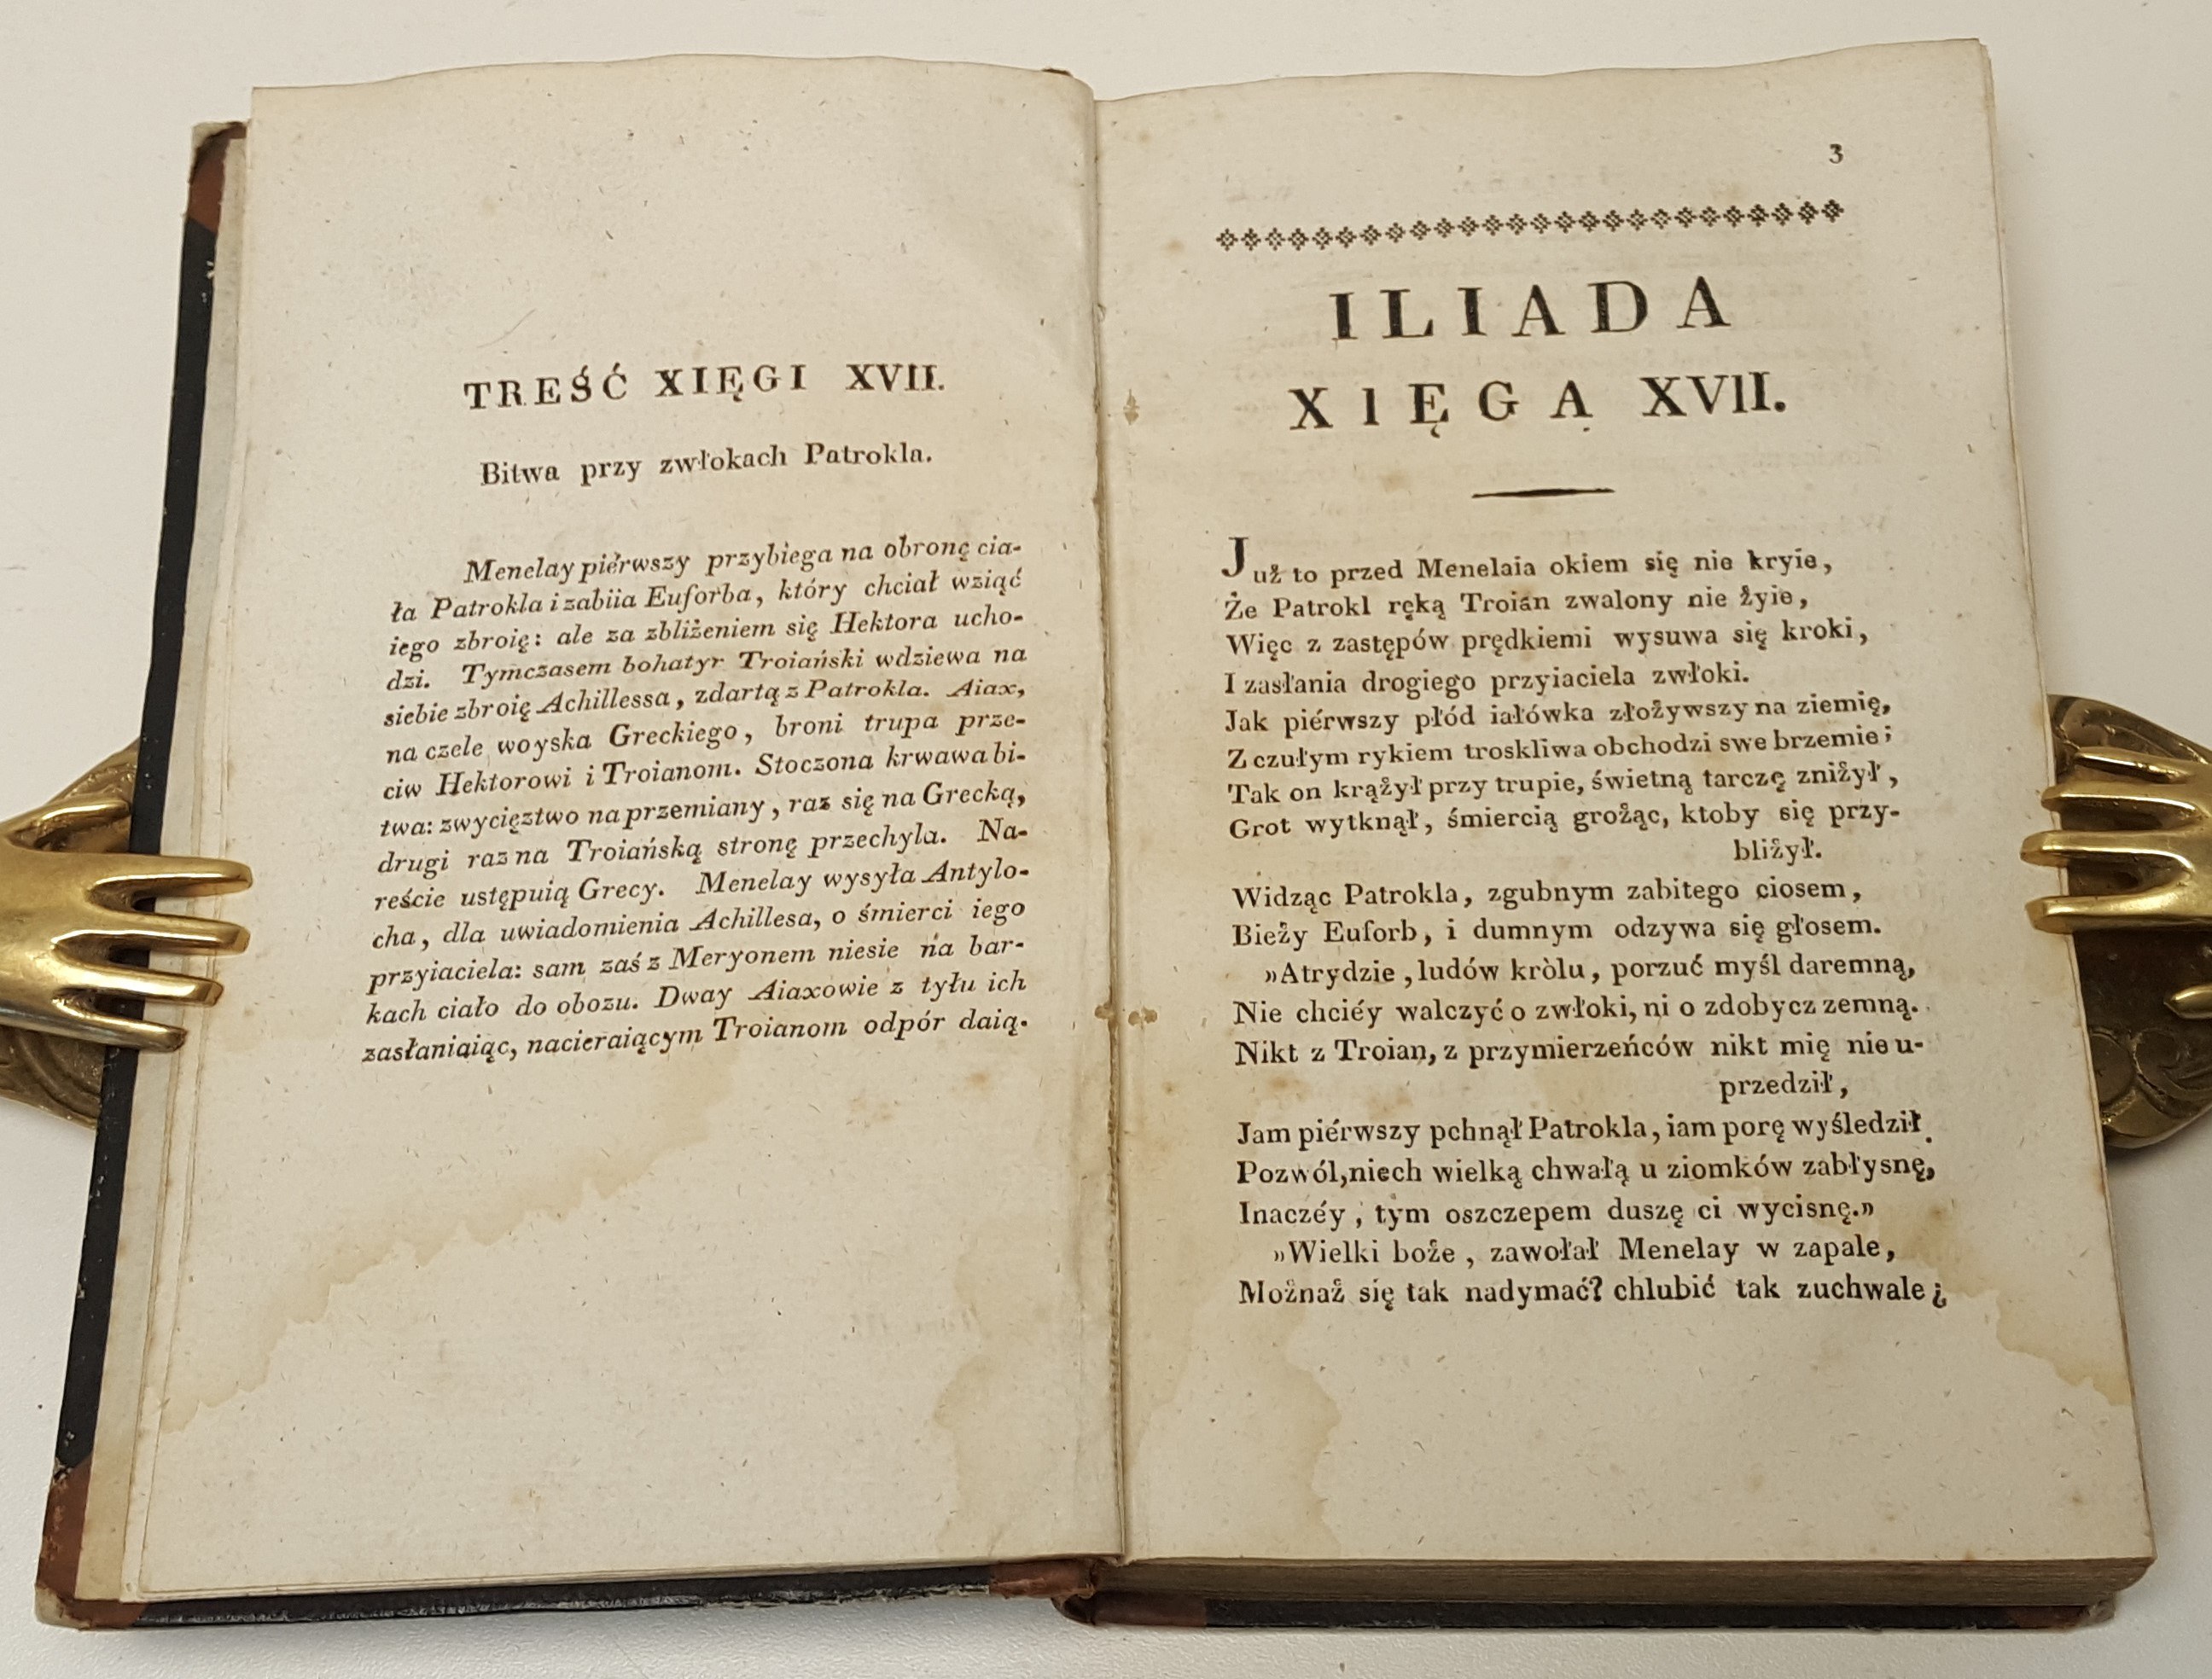 TREŚĆ XIĘGI XVII.
Bitwa przy zwłokach Patrokla.
Menelay piérwszy przybiega na obronę cia-
ła Patrokla i zabiia Euforba, który chciał wziąć
iego zbroię: ale za zbliżeniem się Hektora ucho-
dzi. Tymczasem bohatyr Troiański wdziewa na
siebie zbroię Achillessa, zdartą z Patrokla. Aiax,
na czele woyska Greckiego, broni trupa prze-
ciw Hektorowi i Troianom. Stoczona krwawa bi-
twa: zwycięztwo na przemiany, raz się na Grecką,
drugi raz na Troiańską stronę przechyla. Na-
reście ustępuią Grecy. Menelay wysyła Antylo-
cha, dla uwiadomienia Achillesa, o śmierci iego
przyiaciela: sam zaś z Meryonem niesie na bar-
kach ciało do obozu. Dway Aiaxowie z tyłu ich
zasłaniaiąc, nacieraiącym Troianom odpór daią.
3
ILIADA
XIĘGA XVII.
Już to przed Menelaia okiem się nie kryie,
Że Patrokl ręką Troian zwalony nie żyie,
Więc z zastępów prędkiemi wysuwa się kroki,
I zasłania drogiego przyiaciela zwłoki.
Jak piérwszy płód iałówka złożywszy na ziemię,
Z czułym rykiem troskliwa obchodzi swe brzemie;
Tak on krążył przy trupie, świetną tarczę zniżył,
Grot wytknął, śmiercią grożąc, ktoby się przy-
bliżył.
Widząc Patrokla, zgubnym zabitego ciosem,
Bieży Euforb, i dumnym odzywa się głosem.
»Atrydzie, ludów kròlu, porzuć myśl daremną,
Nie chciéy walczyć o zwłoki, ni o zdobycz zemną.
Nikt z Troian, z przymierzeńców nikt mię nie u-
przedził,
Jam piérwszy pchnął Patrokla, iam porę wyśledził.
Pozwól, niech wielką chwałą u ziomków zabłysnę,
Inaczéy, tym oszczepem duszę ci wycisnę.»
»Wielki boże, zawołał Menelay w zapale,
Możnaż się tak nadymać? chlubić tak zuchwale¿